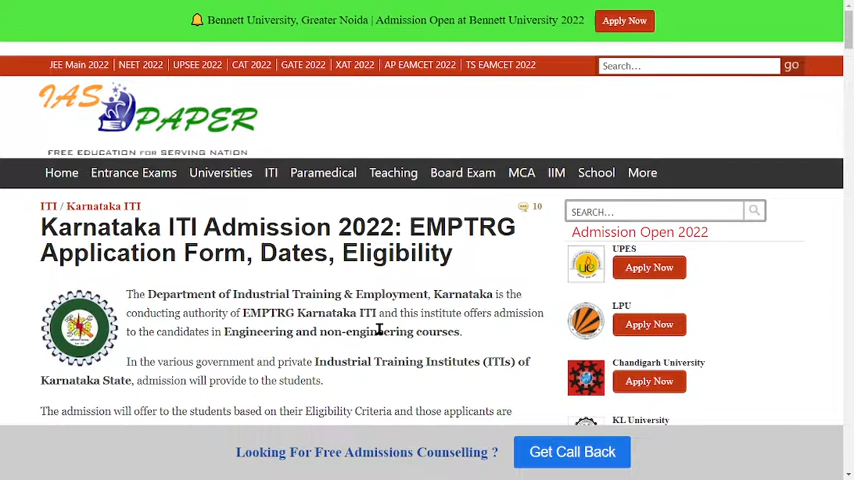 Bennett University, Greater Noida | Admission Open at Bennett University 2022 Apply Now
JEE Main 2022 NEET 2022 UPSEE 2022 CAT 2022 GATE 2022 XAT 2022 AP EAMCET 2022 TS EAMCET 2022 Search... go
IAS PAPER
FREE EDUCATION FOR SERVING NATION
Home Entrance Exams Universities ITI Paramedical Teaching Board Exam MCA IIM School More
ITI / Karnataka ITI 10
Karnataka ITI Admission 2022: EMPTRG
Application Form, Dates, Eligibility
The Department of Industrial Training & Employment, Karnataka is the
conducting authority of EMPTRG Karnataka ITI and this institute offers admission
to the candidates in Engineering and non-engineering courses.
In the various government and private Industrial Training Institutes (ITIs) of
Karnataka State, admission will provide to the students.
The admission will offer to the students based on their Eligibility Criteria and those applicants are
SEARCH...
Admission Open 2022
UPES
Apply Now
LPU
Apply Now
Chandigarh University
Apply Now
KL University
Looking For Free Admissions Counselling ? Get Call Back